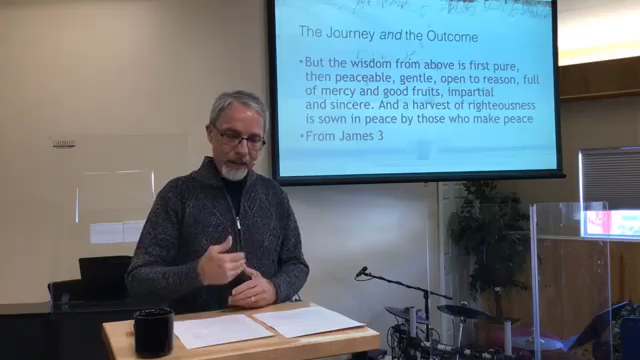 The Journey and the Outcome
•But the wisdom from above is first pure,
then peaceable, gentle, open to reason, full
of mercy and good fruits, impartial
and sincere. And a harvest of righteousness
is sown in peace by those who make peace
•From James 3